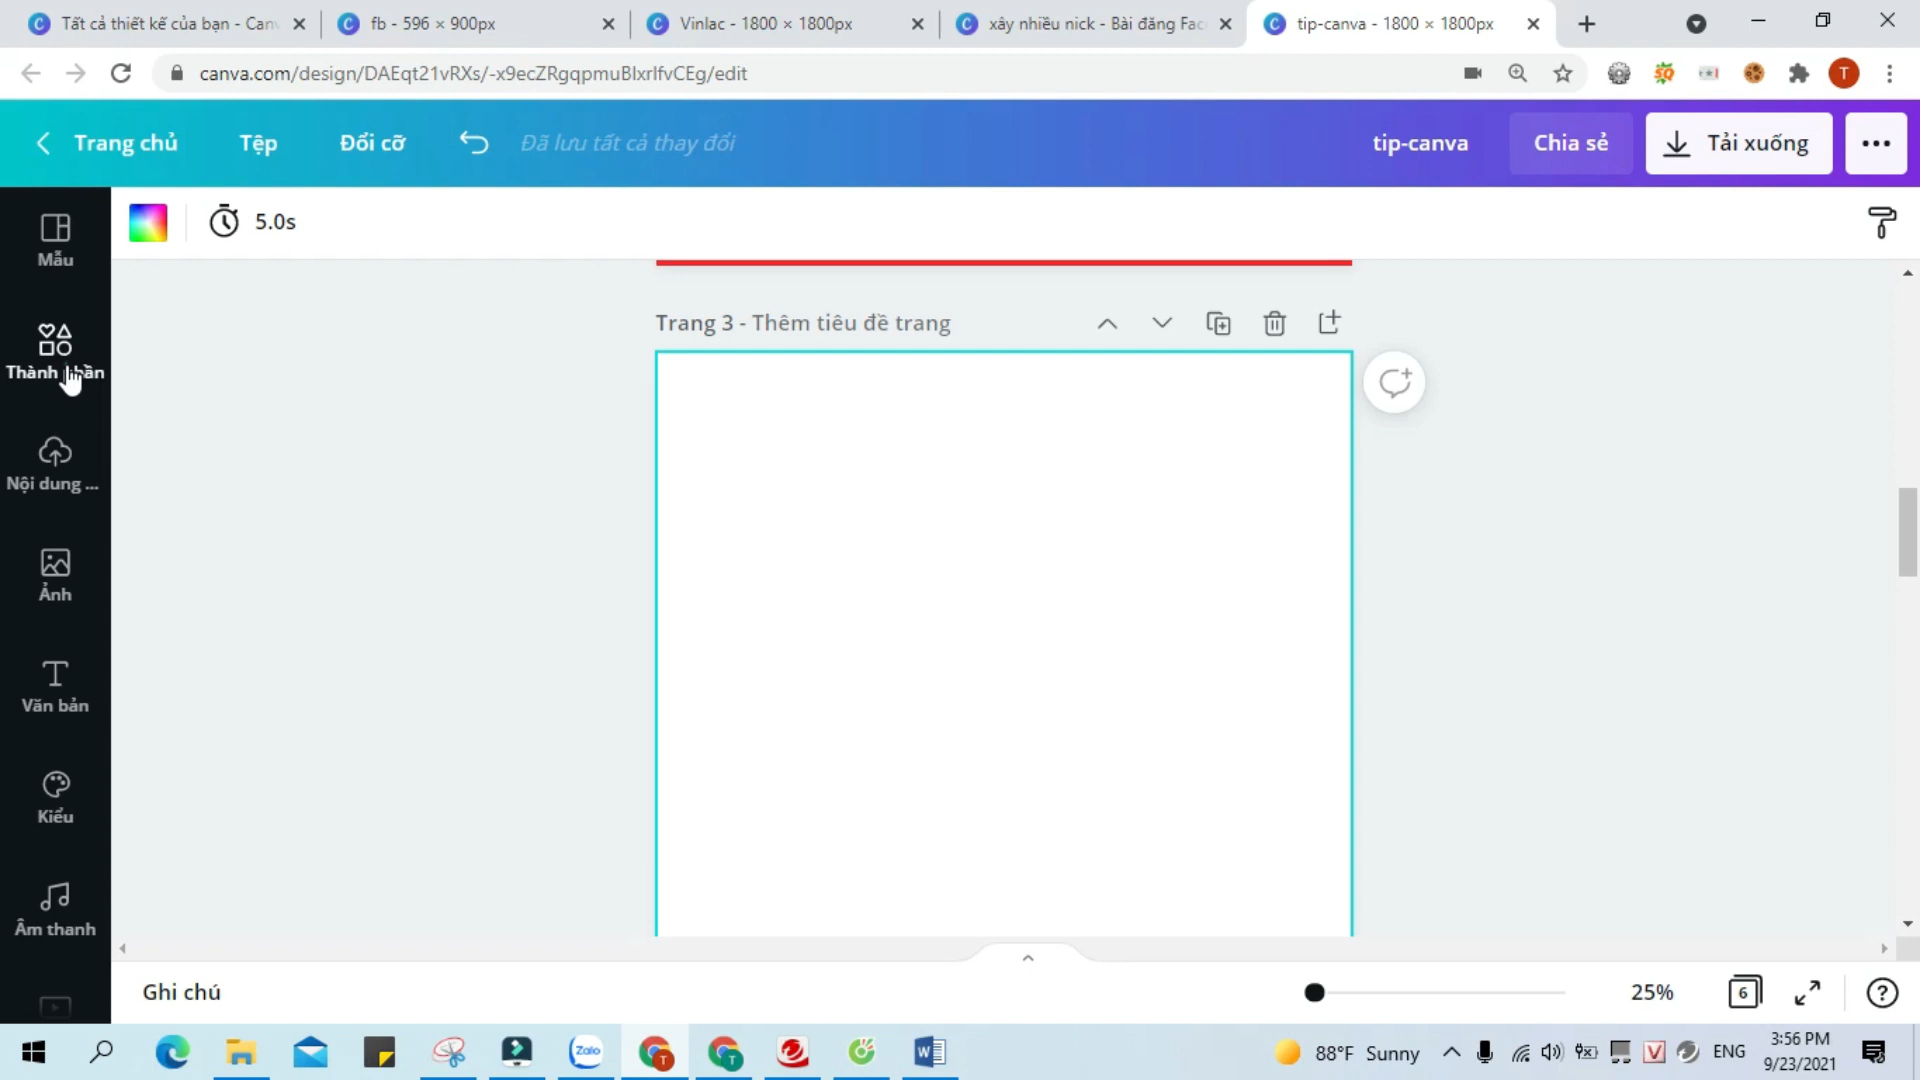 Tất cả thiết kế của bạn - Can
fb - 596 × 900px
Vinlac - 1800 × 1800px
xây nhiều nick - Bài đăng Fac
tip-canva - 1800 × 1800px
canva.com/design/DAEqt21vRXs/-x9ecZRgqpmuBlxrlfvCEg/edit
T
Trang chủ
Tệp
Đổi cỡ
Đã lưu tất cả thay đổi
tip-canva
Chia sẻ
Tải xuống
5.0s
Mẫu
Thành phần
Nội dung ...
Ảnh
Văn bản
Kiểu
Âm thanh
Trang 3 - Thêm tiêu đề trang
Ghi chú
25%
6
Zalo
88°F Sunny
ENG
3:56 PM
9/23/2021